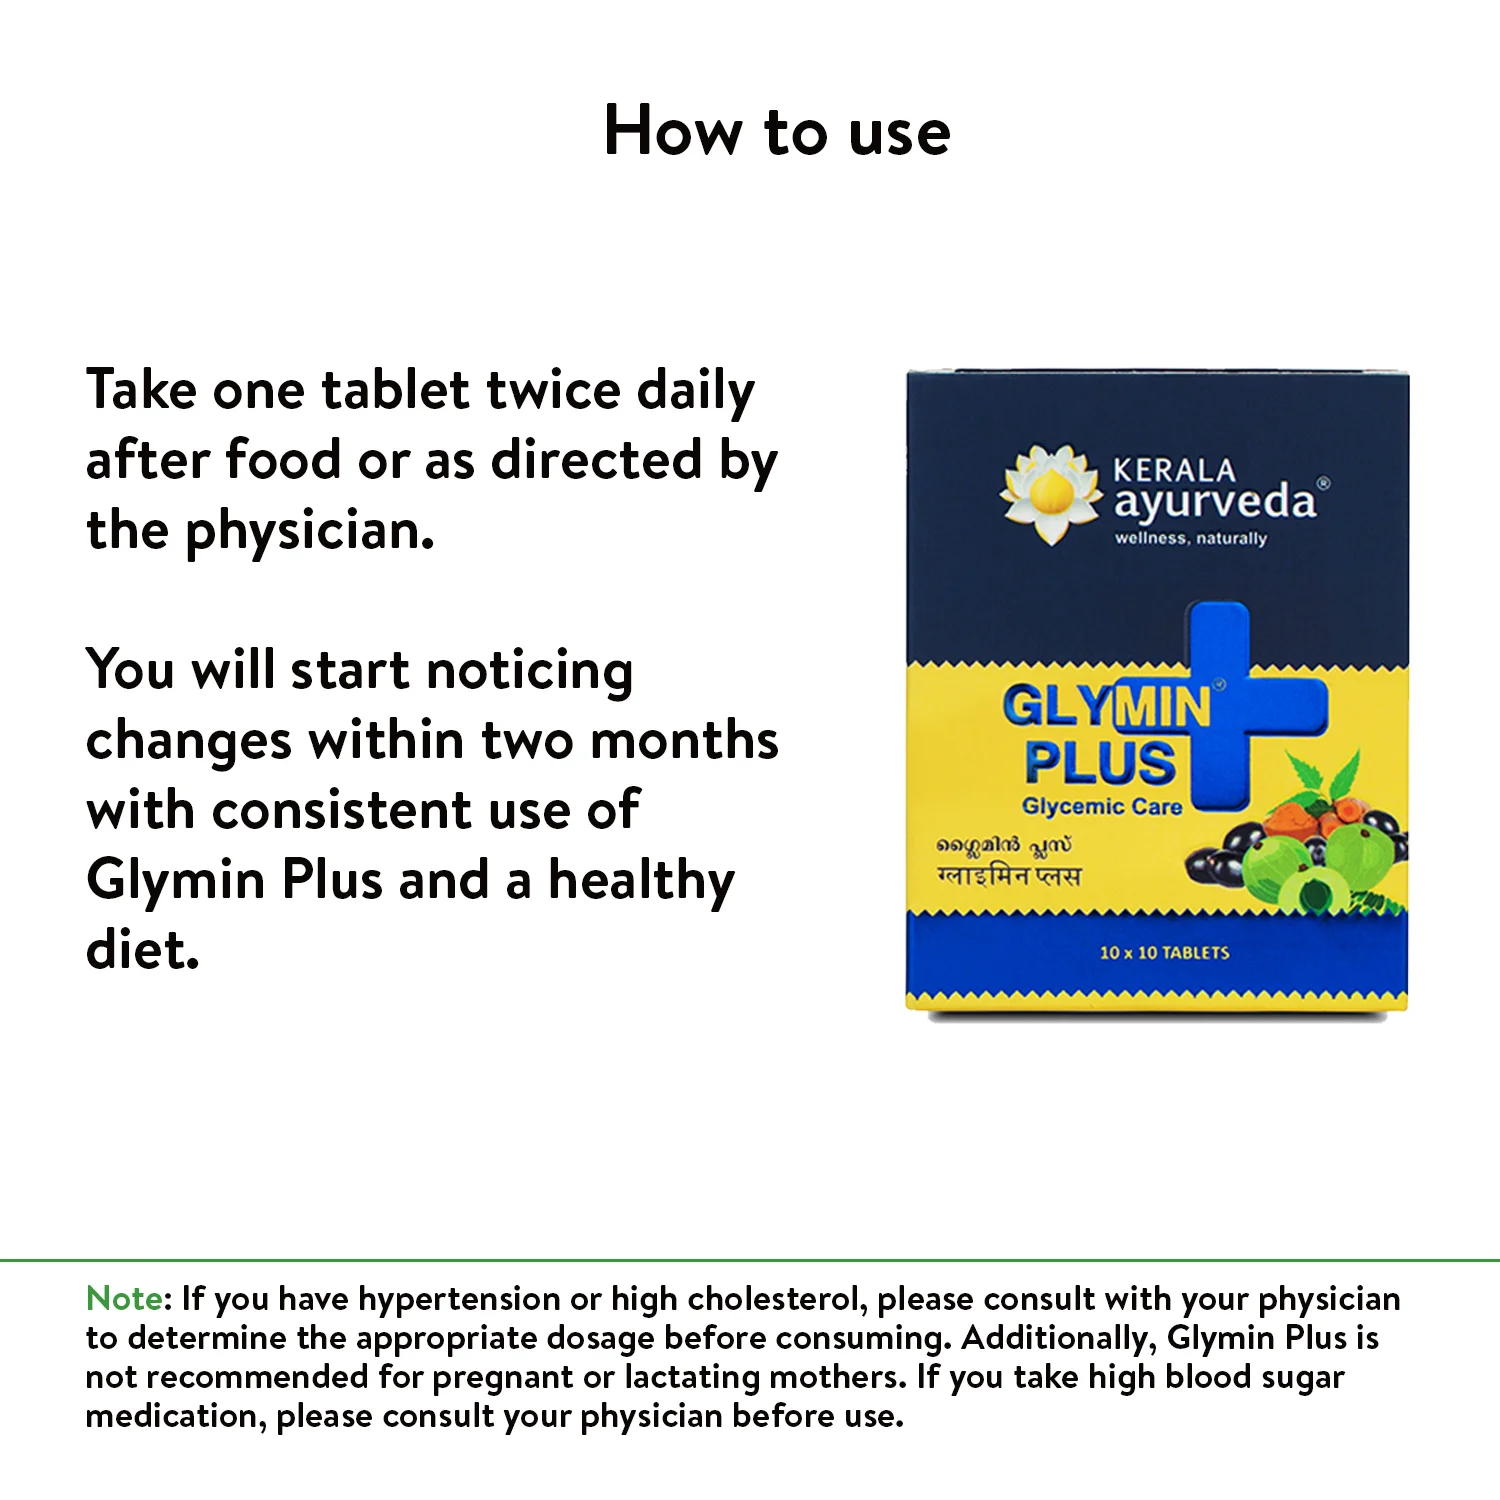 How to use
Take one tablet twice daily
after food or as directed by
the physician.
You will start noticing
changes within two months
with consistent use of
Glymin Plus and a healthy
diet.
KERALA
ayurveda®
wellness, naturally
GLYMIN
PLUS
Glycemic Care
ഗ്ലൈമിൻ പ്ലസ്
ग्लाइमिन प्लस
10 x 10 TABLETS
Note: If you have hypertension or high cholesterol, please consult with your physician
to determine the appropriate dosage before consuming. Additionally, Glymin Plus is
not recommended for pregnant or lactating mothers. If you take high blood sugar
medication, please consult your physician before use.